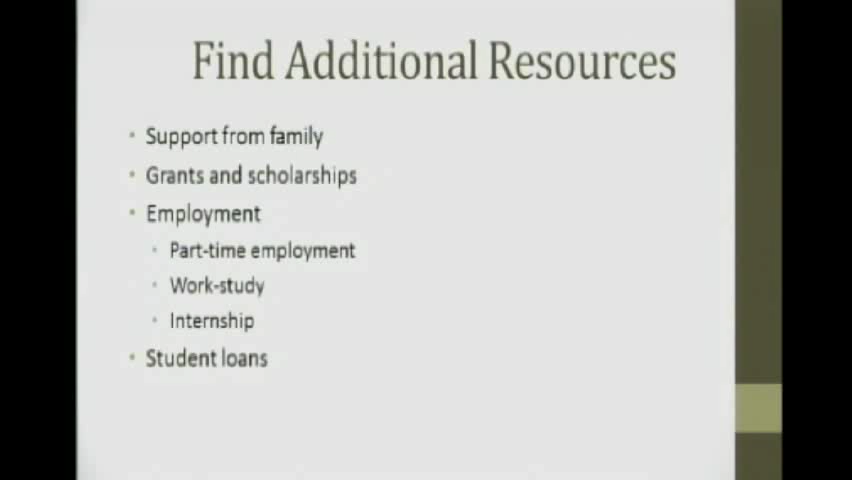 Find Additional Resources
• Support from family
• Grants and scholarships
• Employment
• Part-time employment
• Work-study
• Internship
• Student loans